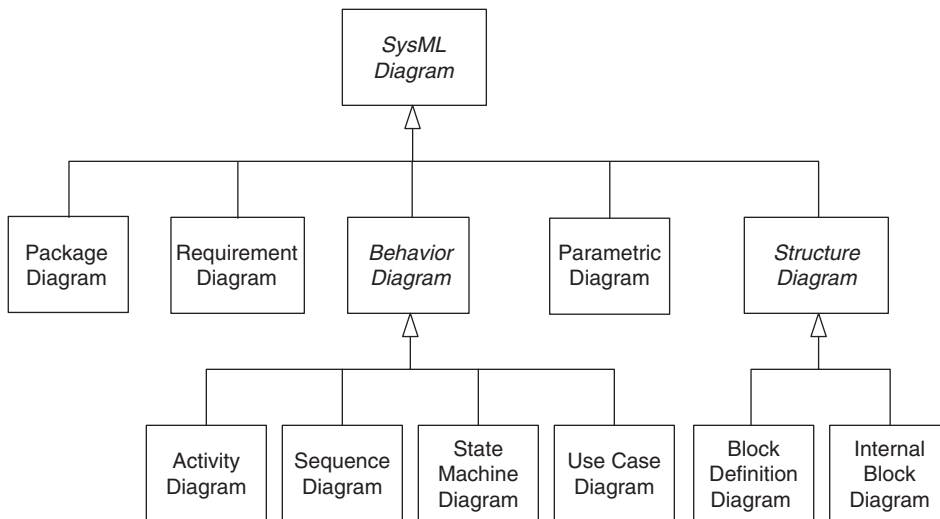 SysML
Diagram
Package
Diagram
Requirement
Diagram
Behavior
Diagram
Parametric
Diagram
Structure
Diagram
Activity
Diagram
Sequence
Diagram
State
Machine
Diagram
Use Case
Diagram
Block
Definition
Diagram
Internal
Block
Diagram